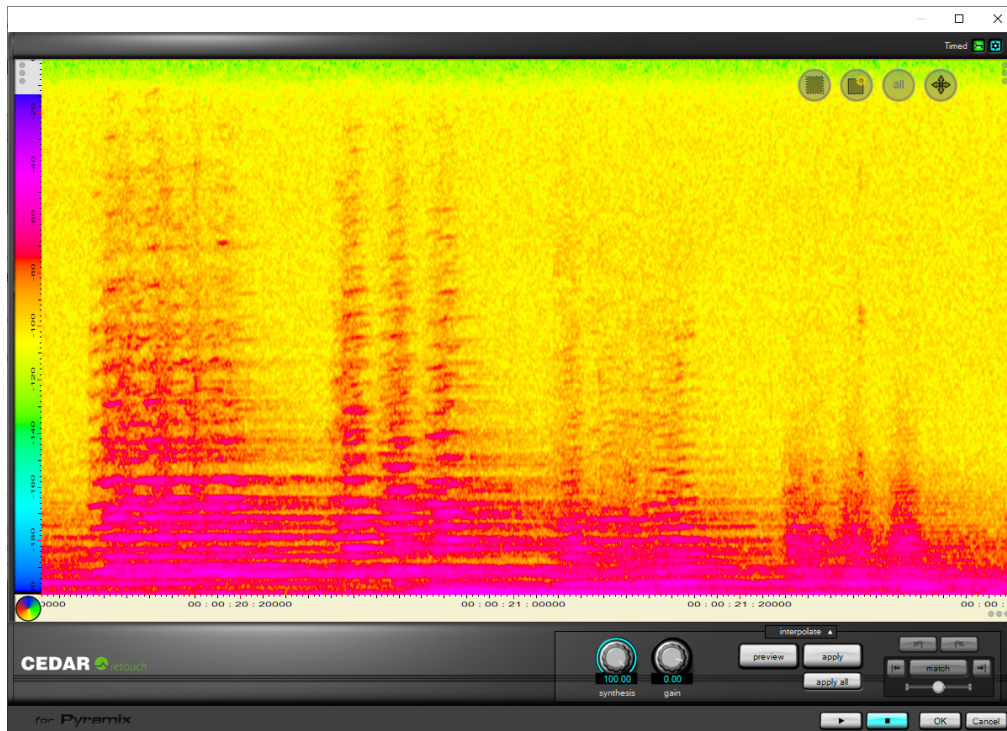 Timed
all
-20
-40
-60
-80
-100
-120
-140
-160
-180
0000
00 : 00 : 20 : 20000
00 : 00 : 21 : 00000
00 : 00 : 21 : 20000
00 : 00 : 
interpolate ▲
CEDAR retouch
100.00
0.00
synthesis
gain
preview
apply
apply all
match
for Pyramix
OK
Cancel